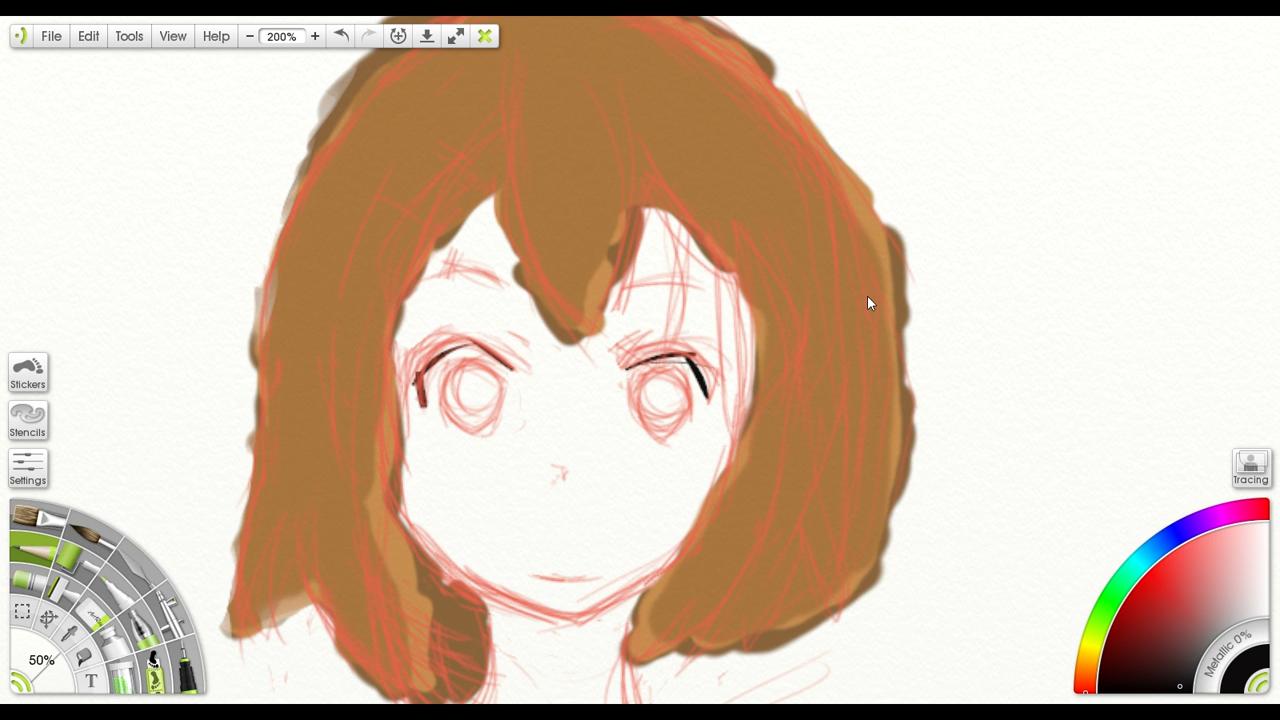 File Edit Tools View Help 200%
Stickers
Stencils
Settings
Tracing
50%
T
Metallic 0%